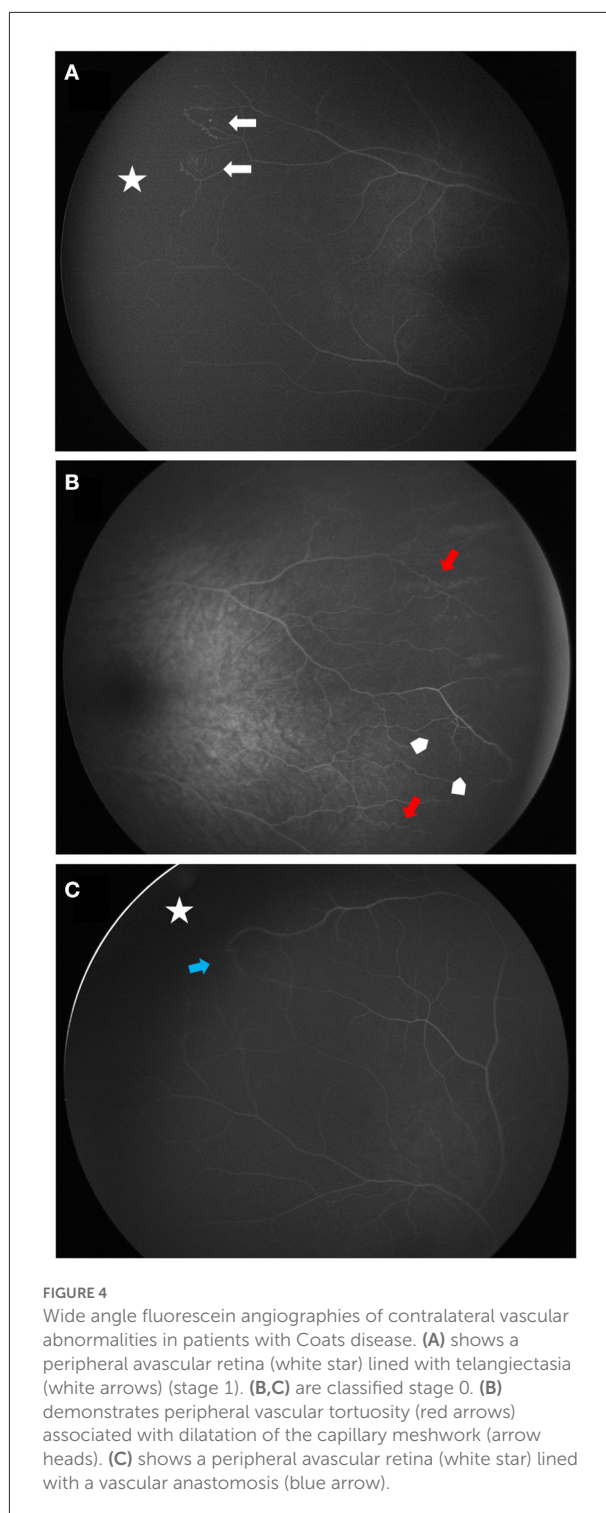 A
B
C
FIGURE 4
Wide angle fluorescein angiographies of contralateral vascular
abnormalities in patients with Coats disease. (A) shows a
peripheral avascular retina (white star) lined with telangiectasia
(white arrows) (stage 1). (B,C) are classified stage 0. (B)
demonstrates peripheral vascular tortuosity (red arrows)
associated with dilatation of the capillary meshwork (arrow
heads). (C) shows a peripheral avascular retina (white star) lined
with a vascular anastomosis (blue arrow).